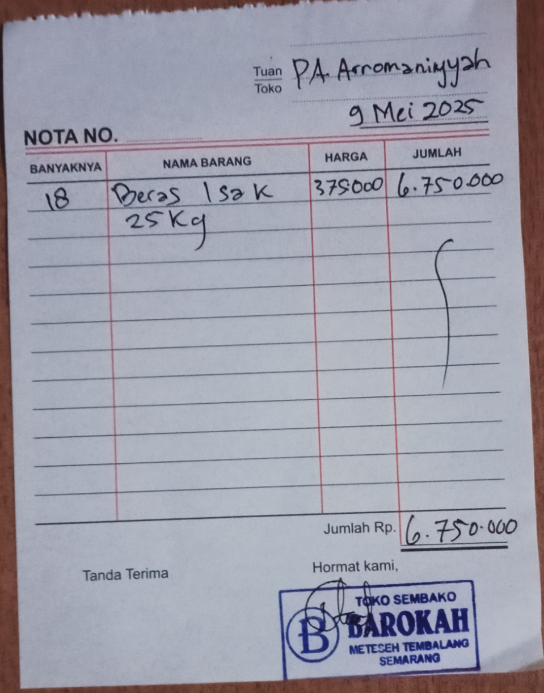 Tuan
Toko P.A. Arromaniyyah
9 Mei 2025
NOTA NO.
BANYAKNYA NAMA BARANG HARGA JUMLAH
18 Beras 1 sak 375000 6.750.000
25 Kg
Jumlah Rp. 6.750.000
Tanda Terima Hormat kami,
B
TOKO SEMBAKO
BAROKAH
METESEH TEMBALANG
SEMARANG